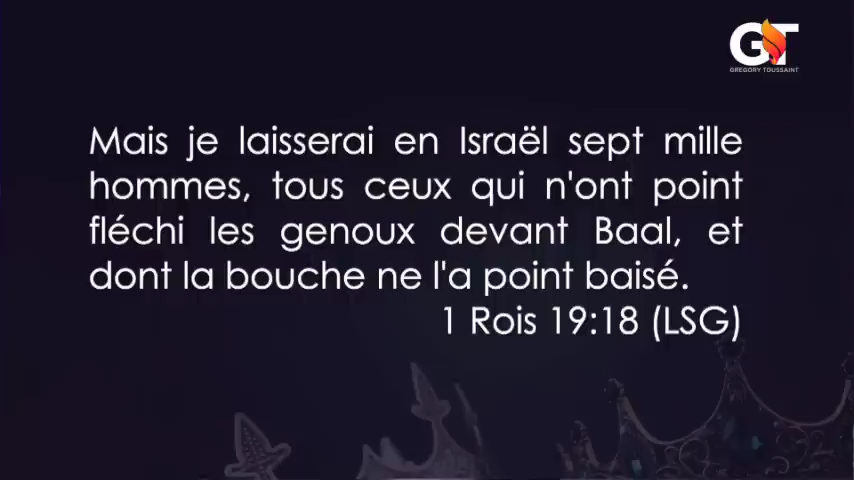 GT
GREGORY TOUSSAINT
Mais je laisserai en Israël sept mille
hommes, tous ceux qui n'ont point
fléchi les genoux devant Baal, et
dont la bouche ne l'a point baisé.
1 Rois 19:18 (LSG)